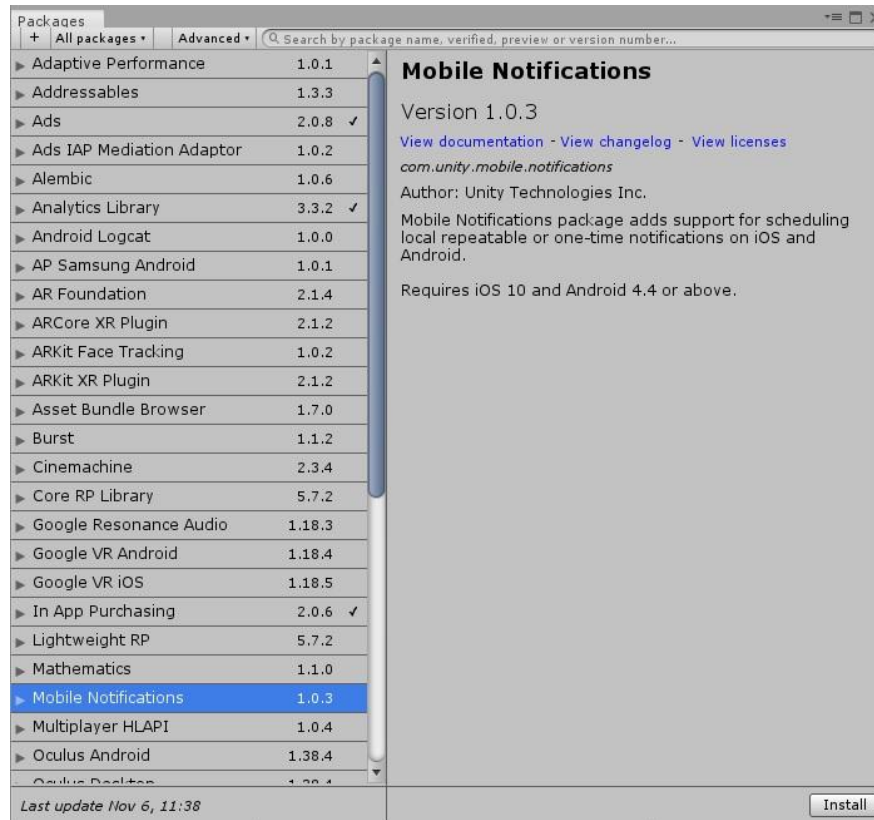 Packages
+ All packages Advanced Search by package name, verified, preview or version number...
Adaptive Performance 1.0.1
Addressables 1.3.3
Ads 2.0.8 ✓
Ads IAP Mediation Adaptor 1.0.2
Alembic 1.0.6
Analytics Library 3.3.2 ✓
Android Logcat 1.0.0
AP Samsung Android 1.0.1
AR Foundation 2.1.4
ARCore XR Plugin 2.1.2
ARKit Face Tracking 1.0.2
ARKit XR Plugin 2.1.2
Asset Bundle Browser 1.7.0
Burst 1.1.2
Cinemachine 2.3.4
Core RP Library 5.7.2
Google Resonance Audio 1.18.3
Google VR Android 1.18.4
Google VR iOS 1.18.5
In App Purchasing 2.0.6 ✓
Lightweight RP 5.7.2
Mathematics 1.1.0
Mobile Notifications 1.0.3
Multiplayer HLAPI 1.0.4
Oculus Android 1.38.4
Oculus Desktop 1.38.4
Last update Nov 6, 11:38
Mobile Notifications
Version 1.0.3
View documentation - View changelog - View licenses
com.unity.mobile.notifications
Author: Unity Technologies Inc.
Mobile Notifications package adds support for scheduling
local repeatable or one-time notifications on iOS and
Android.
Requires iOS 10 and Android 4.4 or above.
Install